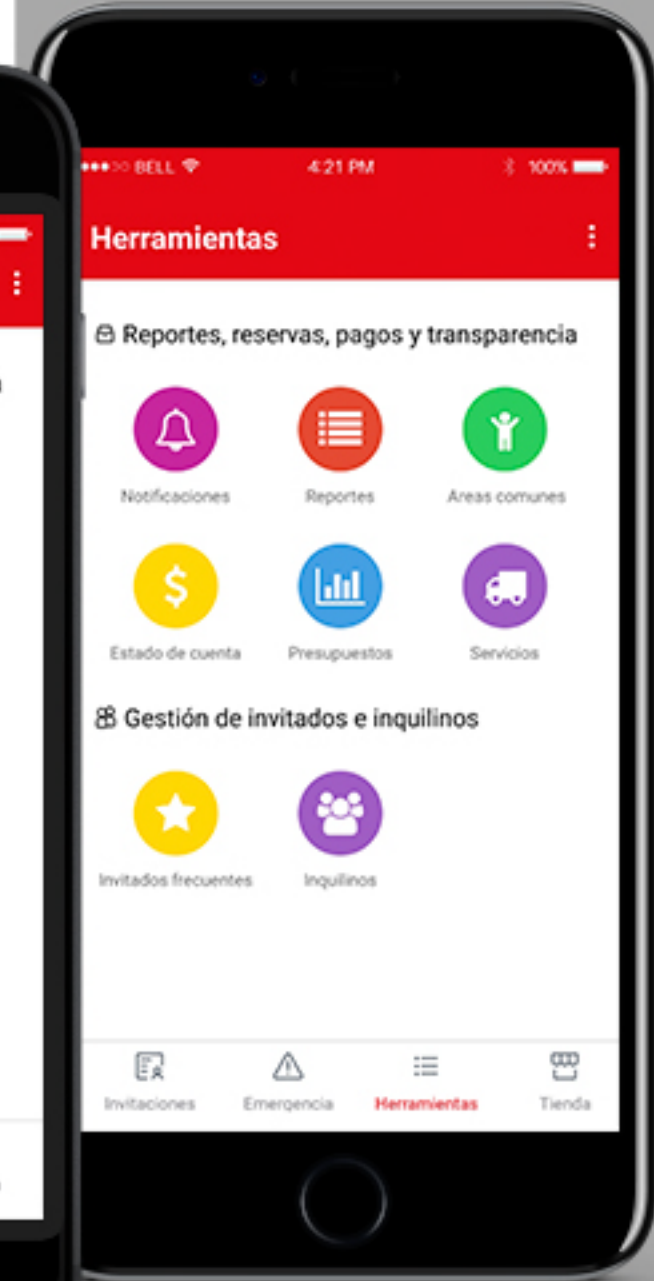 BELL 4:21 PM 100%
Herramientas
Reportes, reservas, pagos y transparencia
Notificaciones Reportes Areas comunes
$
Estado de cuenta Presupuestos Servicios
Gestión de invitados e inquilinos
Invitados frecuentes Inquilinos
Invitaciones Emergencia Herramientas Tienda